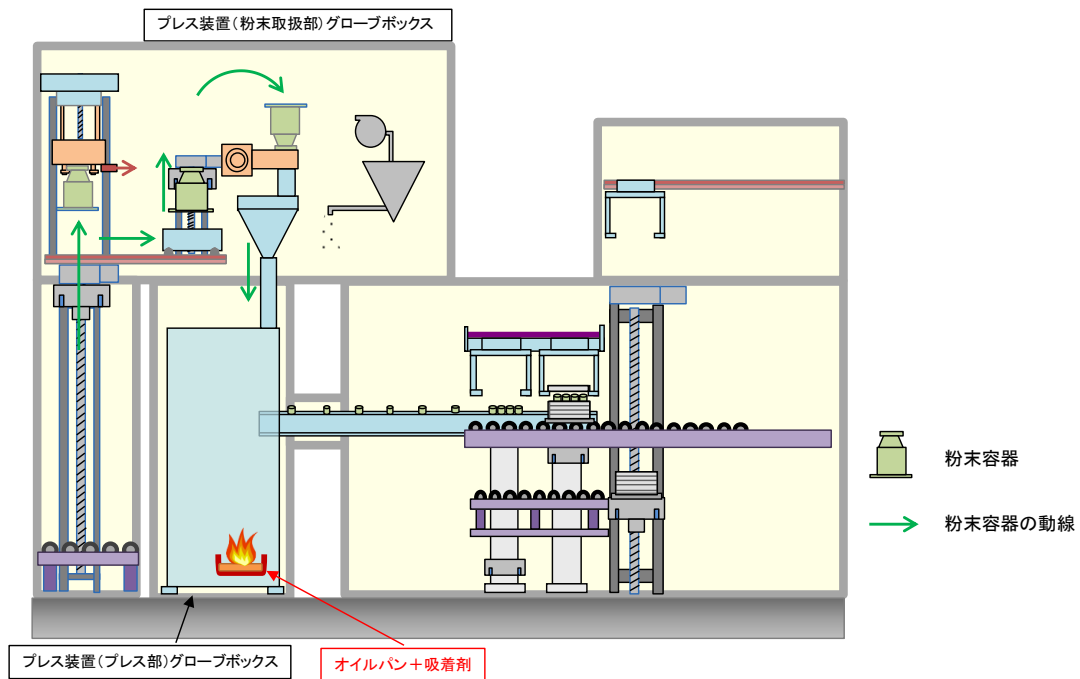 プレス装置(粉末取扱部)グローブボックス
粉末容器
粉末容器の動線
プレス装置(プレス部)グローブボックス
オイルパン+吸着剤